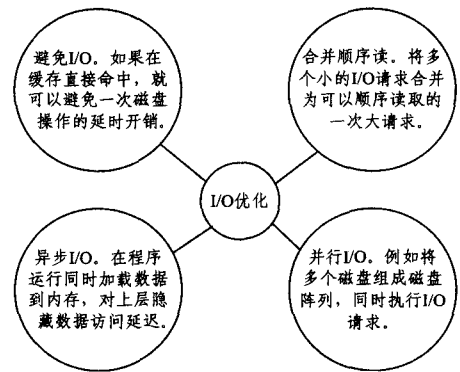 避免I/O。如果在
缓存直接命中，就
可以避免一次磁盘
操作的延时开销。
合并顺序读。将多
个小的I/O请求合并
为可以顺序读取的
一次大请求。
I/O优化
异步I/O。在程序
运行同时加载数据
到内存，对上层隐
藏数据访问延迟。
并行I/O。例如将
多个磁盘组成磁盘
阵列，同时执行I/O
请求。